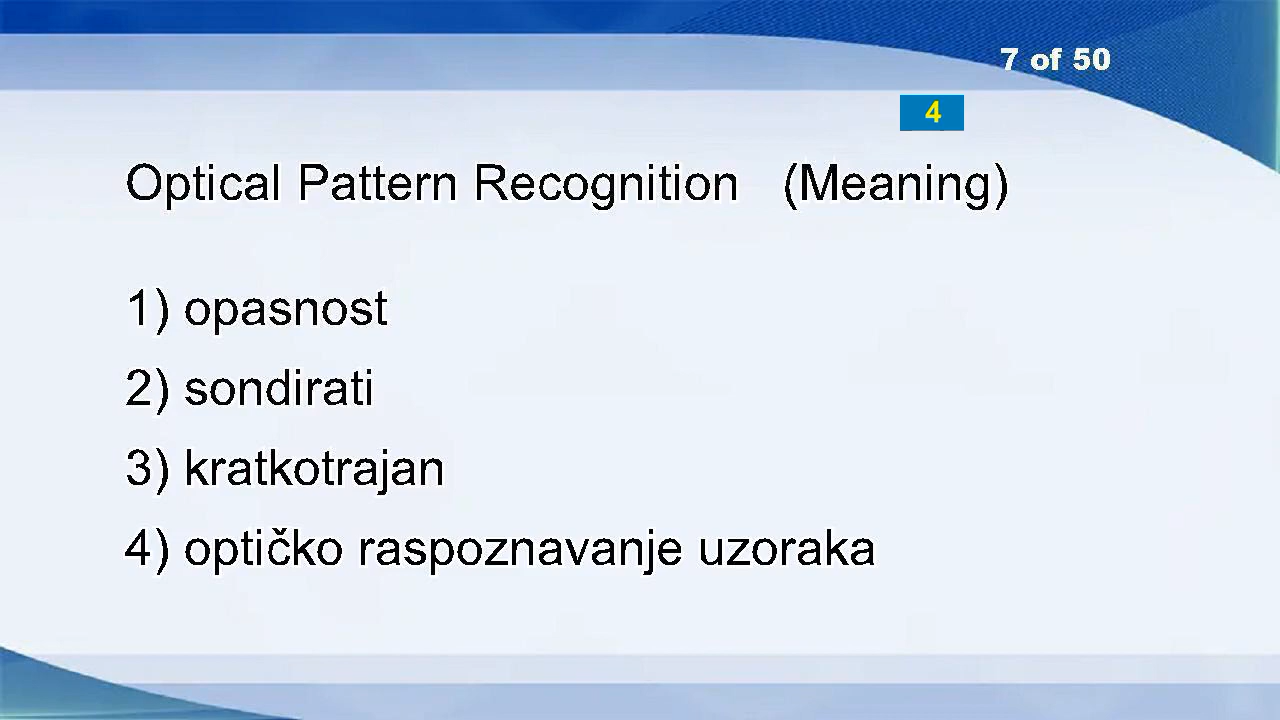 7 of 50
4
Optical Pattern Recognition (Meaning)
1) opasnost
2) sondirati
3) kratkotrajan
4) optičko raspoznavanje uzoraka